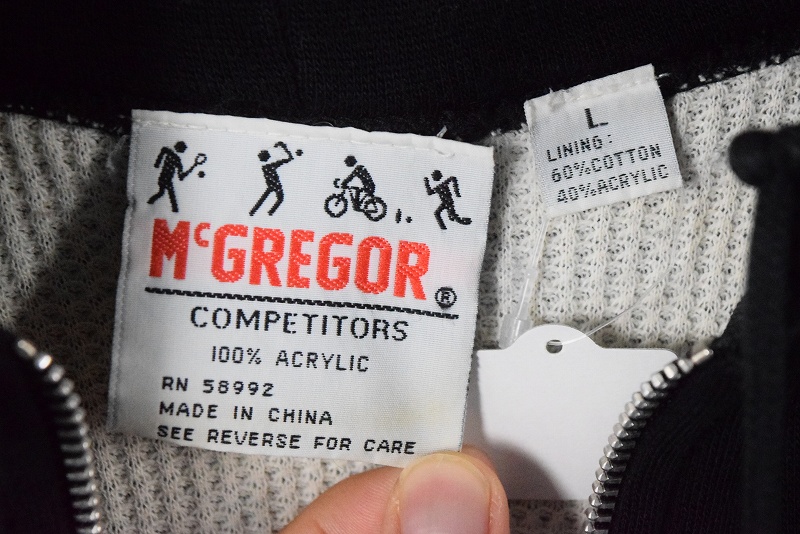 McGREGOR®
COMPETITORS
100% ACRYLIC
RN 58992
MADE IN CHINA
SEE REVERSE FOR CARE
L
LINING:
60%COTTON
40%ACRYLIC